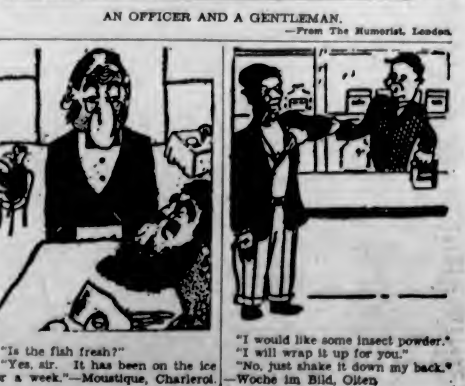 AN OFFICER AND A GENTLEMAN.
—From The Humorist, London.
"Is the fish fresh?"
"Yes, sir. It has been on the ice
r a week."—Moustique, Charleroi.
"I would like some insect powder."
"I will wrap it up for you."
"No, just shake it down my back."
—Woche im Bild, Olten.